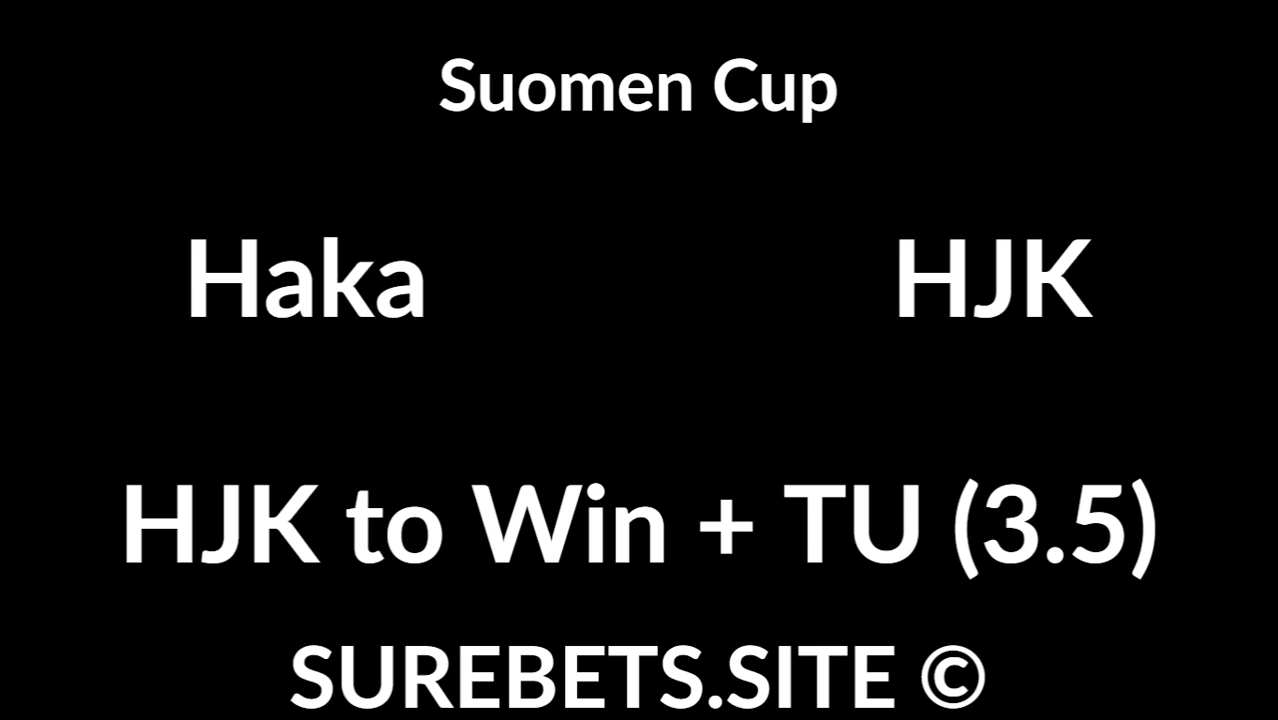 Suomen Cup
Haka HJK
HJK to Win + TU (3.5)
SUREBETS.SITE ©